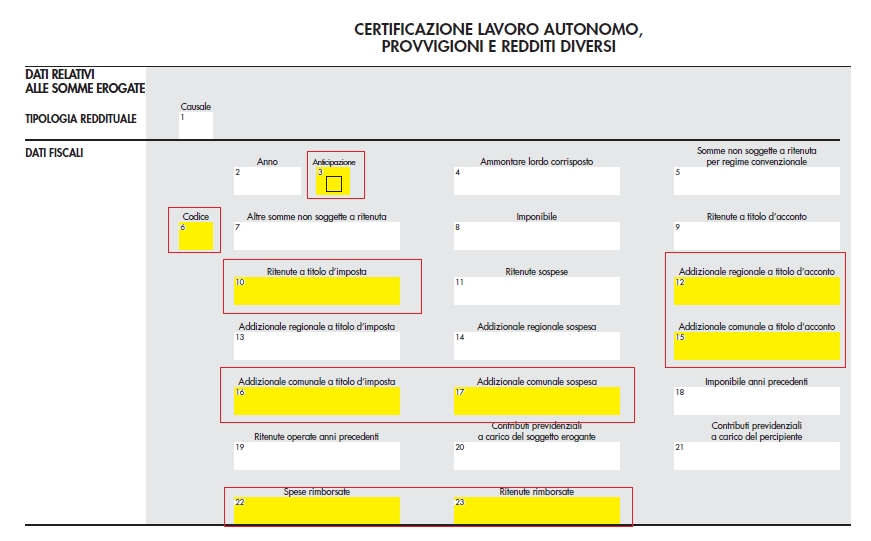 CERTIFICAZIONE LAVORO AUTONOMO,
PROVVIGIONI E REDDITI DIVERSI
DATI RELATIVI
ALLE SOMME EROGATE
TIPOLOGIA REDDITUALE
Causale
1
DATI FISCALI
Anno
2
Anticipazione
3
Ammontare lordo corrisposto
4
Somme non soggette a ritenuta
per regime convenzionale
5
Codice
6
Altre somme non soggette a ritenuta
7
Imponibile
8
Ritenute a titolo d'acconto
9
Ritenute a titolo d'imposta
10
Ritenute sospese
11
Addizionale regionale a titolo d'acconto
12
Addizionale regionale a titolo d'imposta
13
Addizionale regionale sospesa
14
Addizionale comunale a titolo d'acconto
15
Addizionale comunale a titolo d'imposta
16
Addizionale comunale sospesa
17
Imponibile anni precedenti
18
Ritenute operate anni precedenti
19
Contributi previdenziali
a carico del soggetto erogante
20
Contributi previdenziali
a carico del percipiente
21
Spese rimborsate
22
Ritenute rimborsate
23